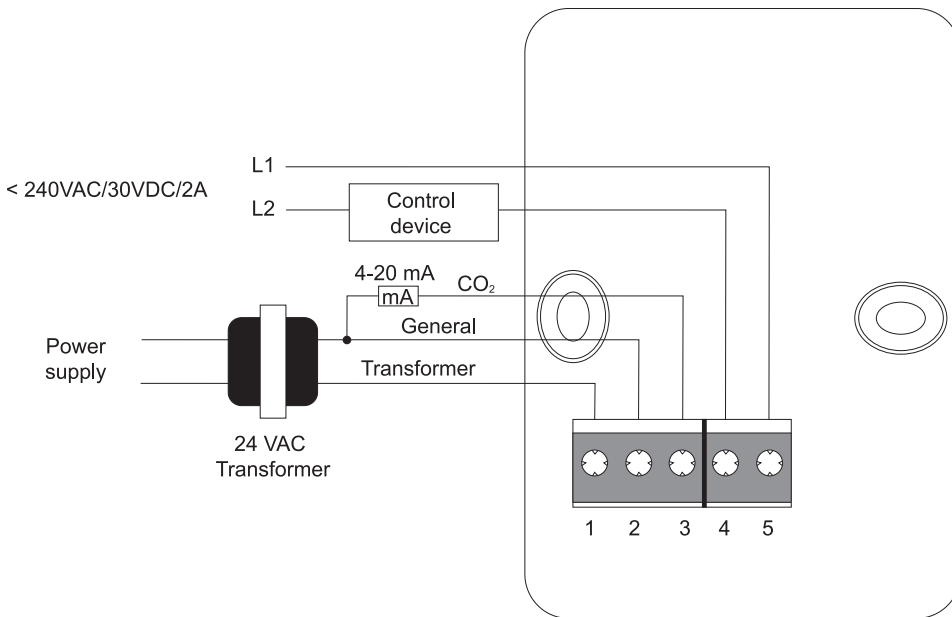 L1
< 240VAC/30VDC/2A
L2
Control
device
4-20 mA
mA
CO₂
General
Power
supply
Transformer
24 VAC
Transformer
1 2 3 4 5